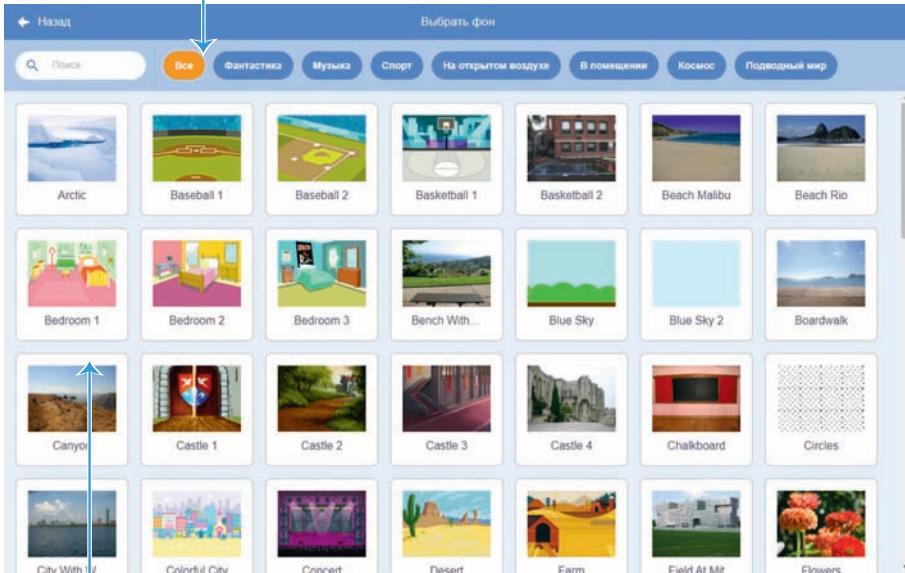 Назад
Выбрать фон
Поиск
Все Фантастика Музыка Спорт На открытом воздухе В помещении Космос Подводный мир
Arctic Baseball 1 Baseball 2 Basketball 1 Basketball 2 Beach Malibu Beach Rio
Bedroom 1 Bedroom 2 Bedroom 3 Bench With... Blue Sky Blue Sky 2 Boardwalk
Canyon Castle 1 Castle 2 Castle 3 Castle 4 Chalkboard Circles
City With W... Colorful City Concert Desert Farm Field At Mit Flowers